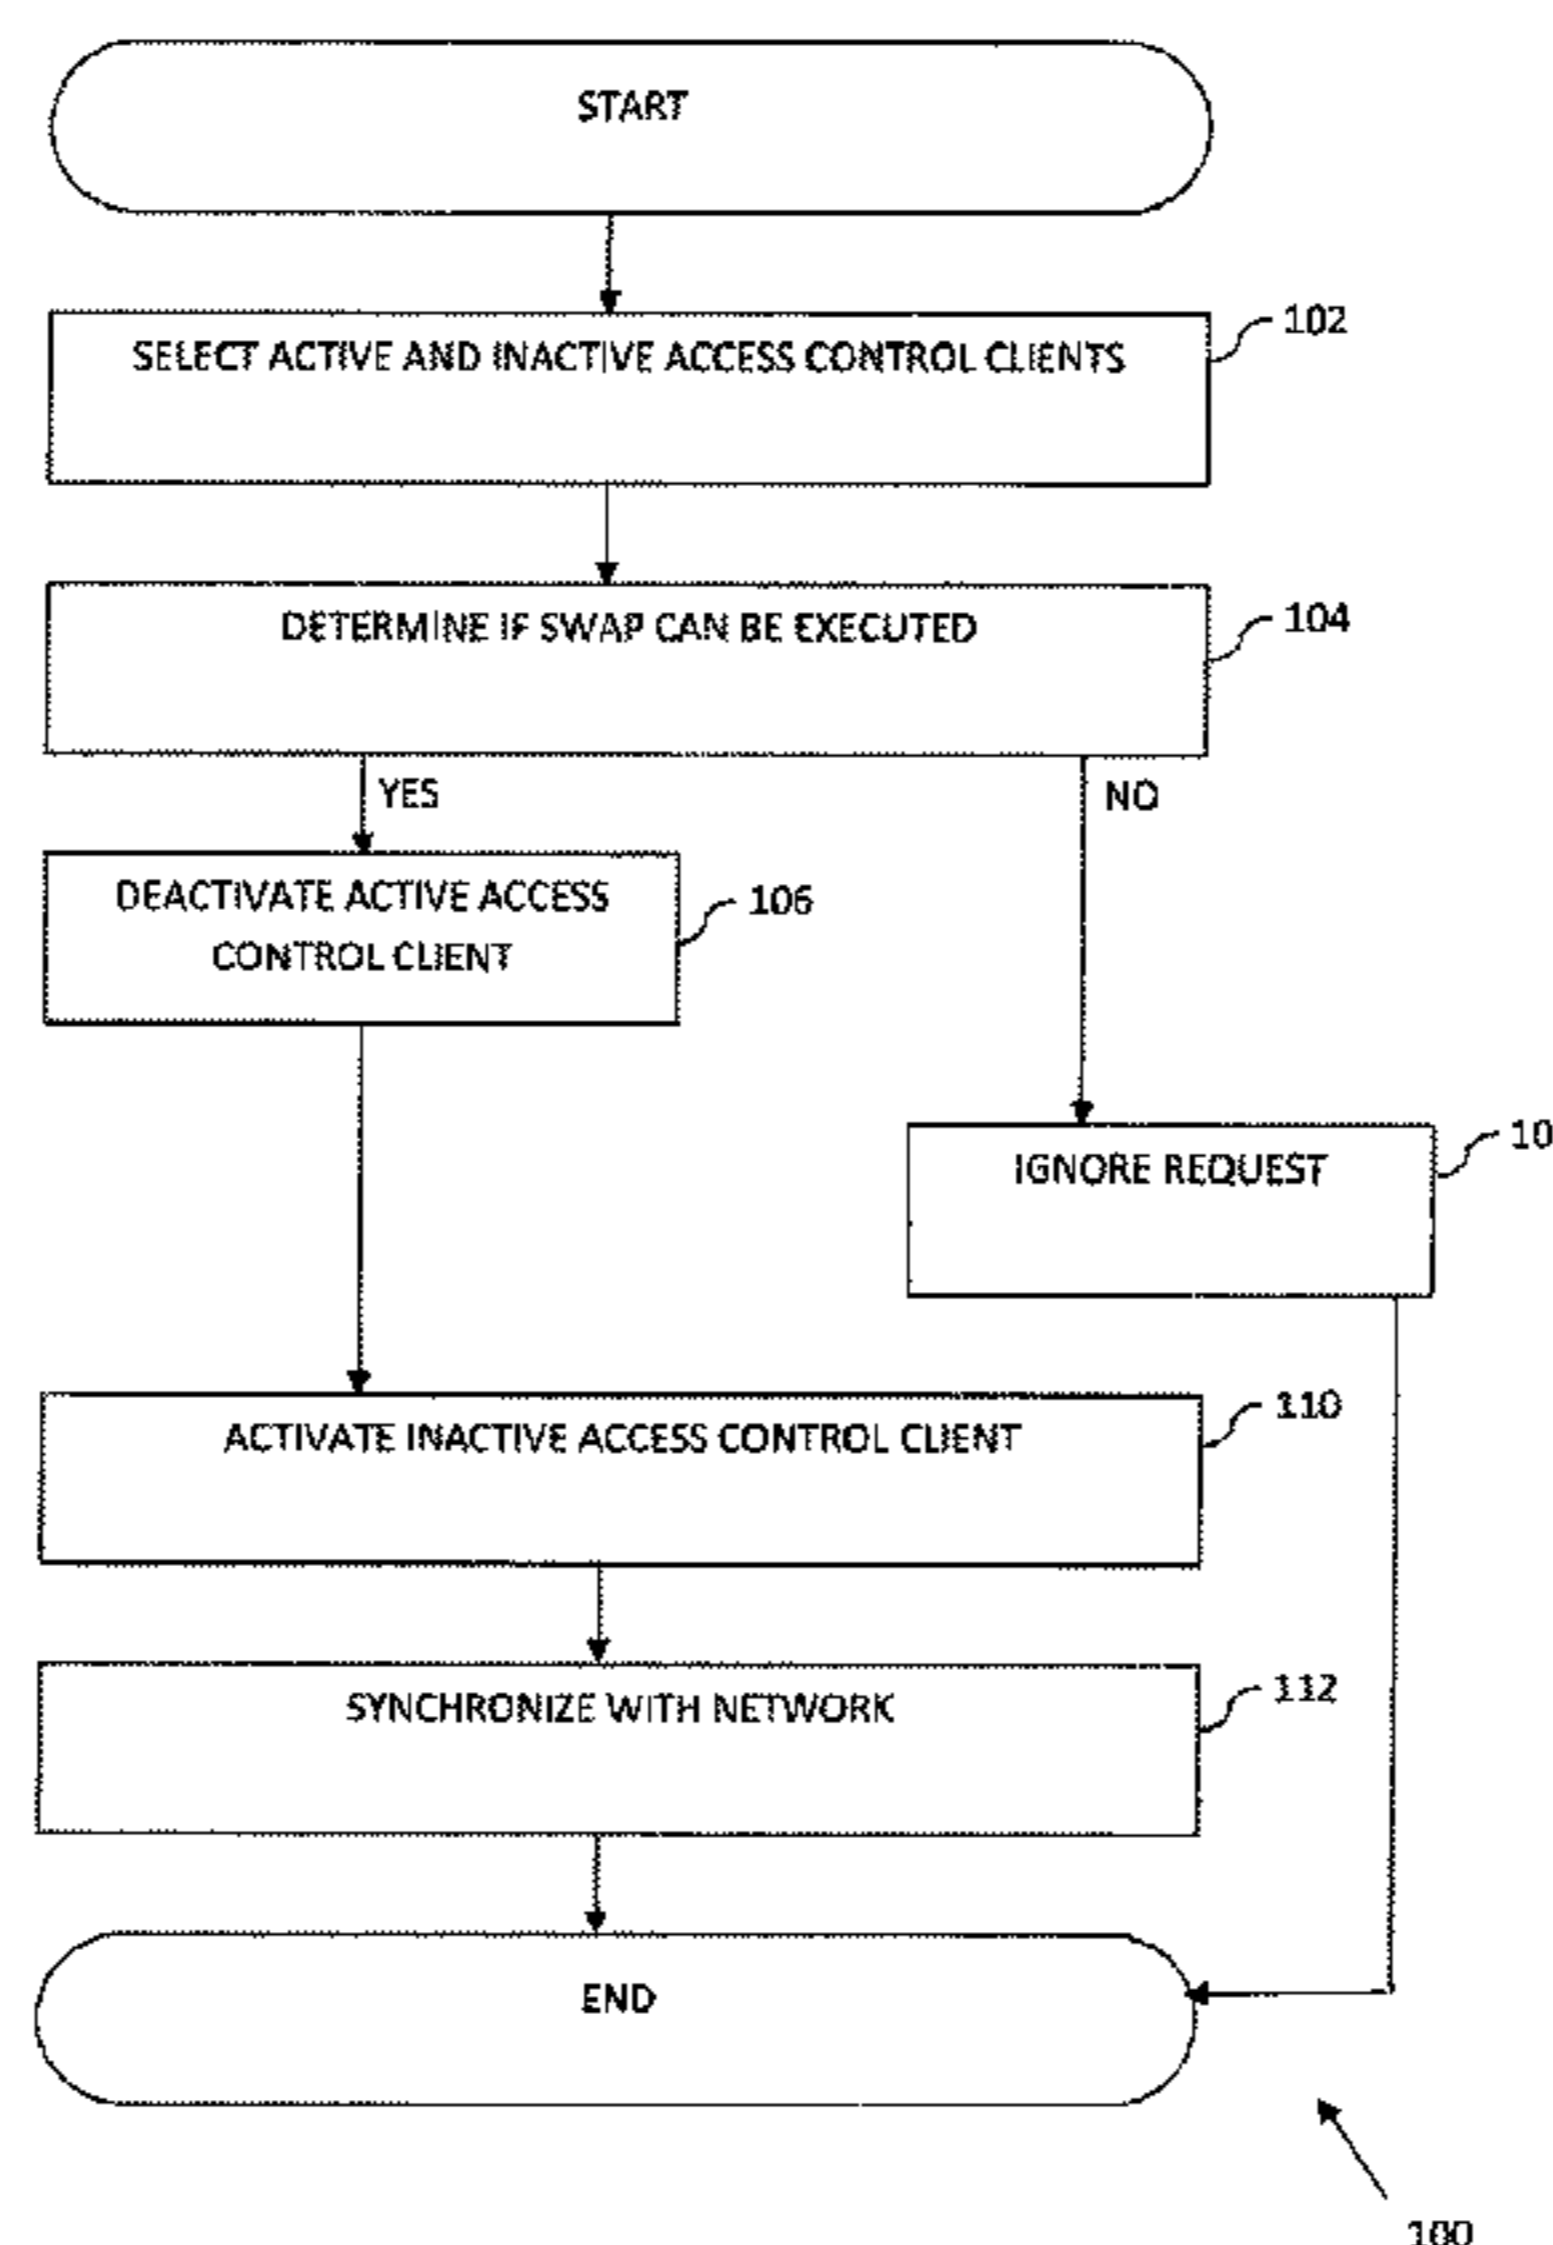 START
SELECT ACTIVE AND INACTIVE ACCESS CONTROL CLIENTS
102
DETERMINE IF SWAP CAN BE EXECUTED
104
YES
NO
DEACTIVATE ACTIVE ACCESS
CONTROL CLIENT
106
IGNORE REQUEST
10
ACTIVATE INACTIVE ACCESS CONTROL CLIENT
110
SYNCHRONIZE WITH NETWORK
112
END
100